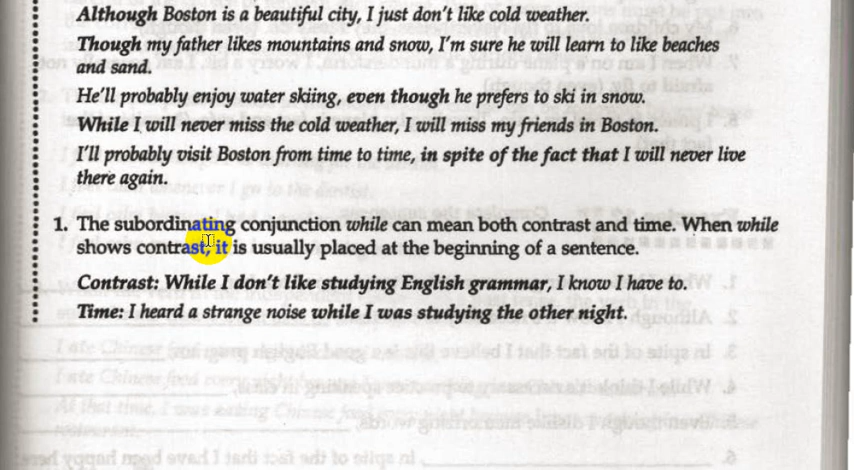 Although Boston is a beautiful city, I just don't like cold weather.
Though my father likes mountains and snow, I'm sure he will learn to like beaches
and sand.
He'll probably enjoy water skiing, even though he prefers to ski in snow.
While I will never miss the cold weather, I will miss my friends in Boston.
I'll probably visit Boston from time to time, in spite of the fact that I will never live
there again.
1. The subordinating conjunction while can mean both contrast and time. When while
shows contrast, it is usually placed at the beginning of a sentence.
Contrast: While I don't like studying English grammar, I know I have to.
Time: I heard a strange noise while I was studying the other night.